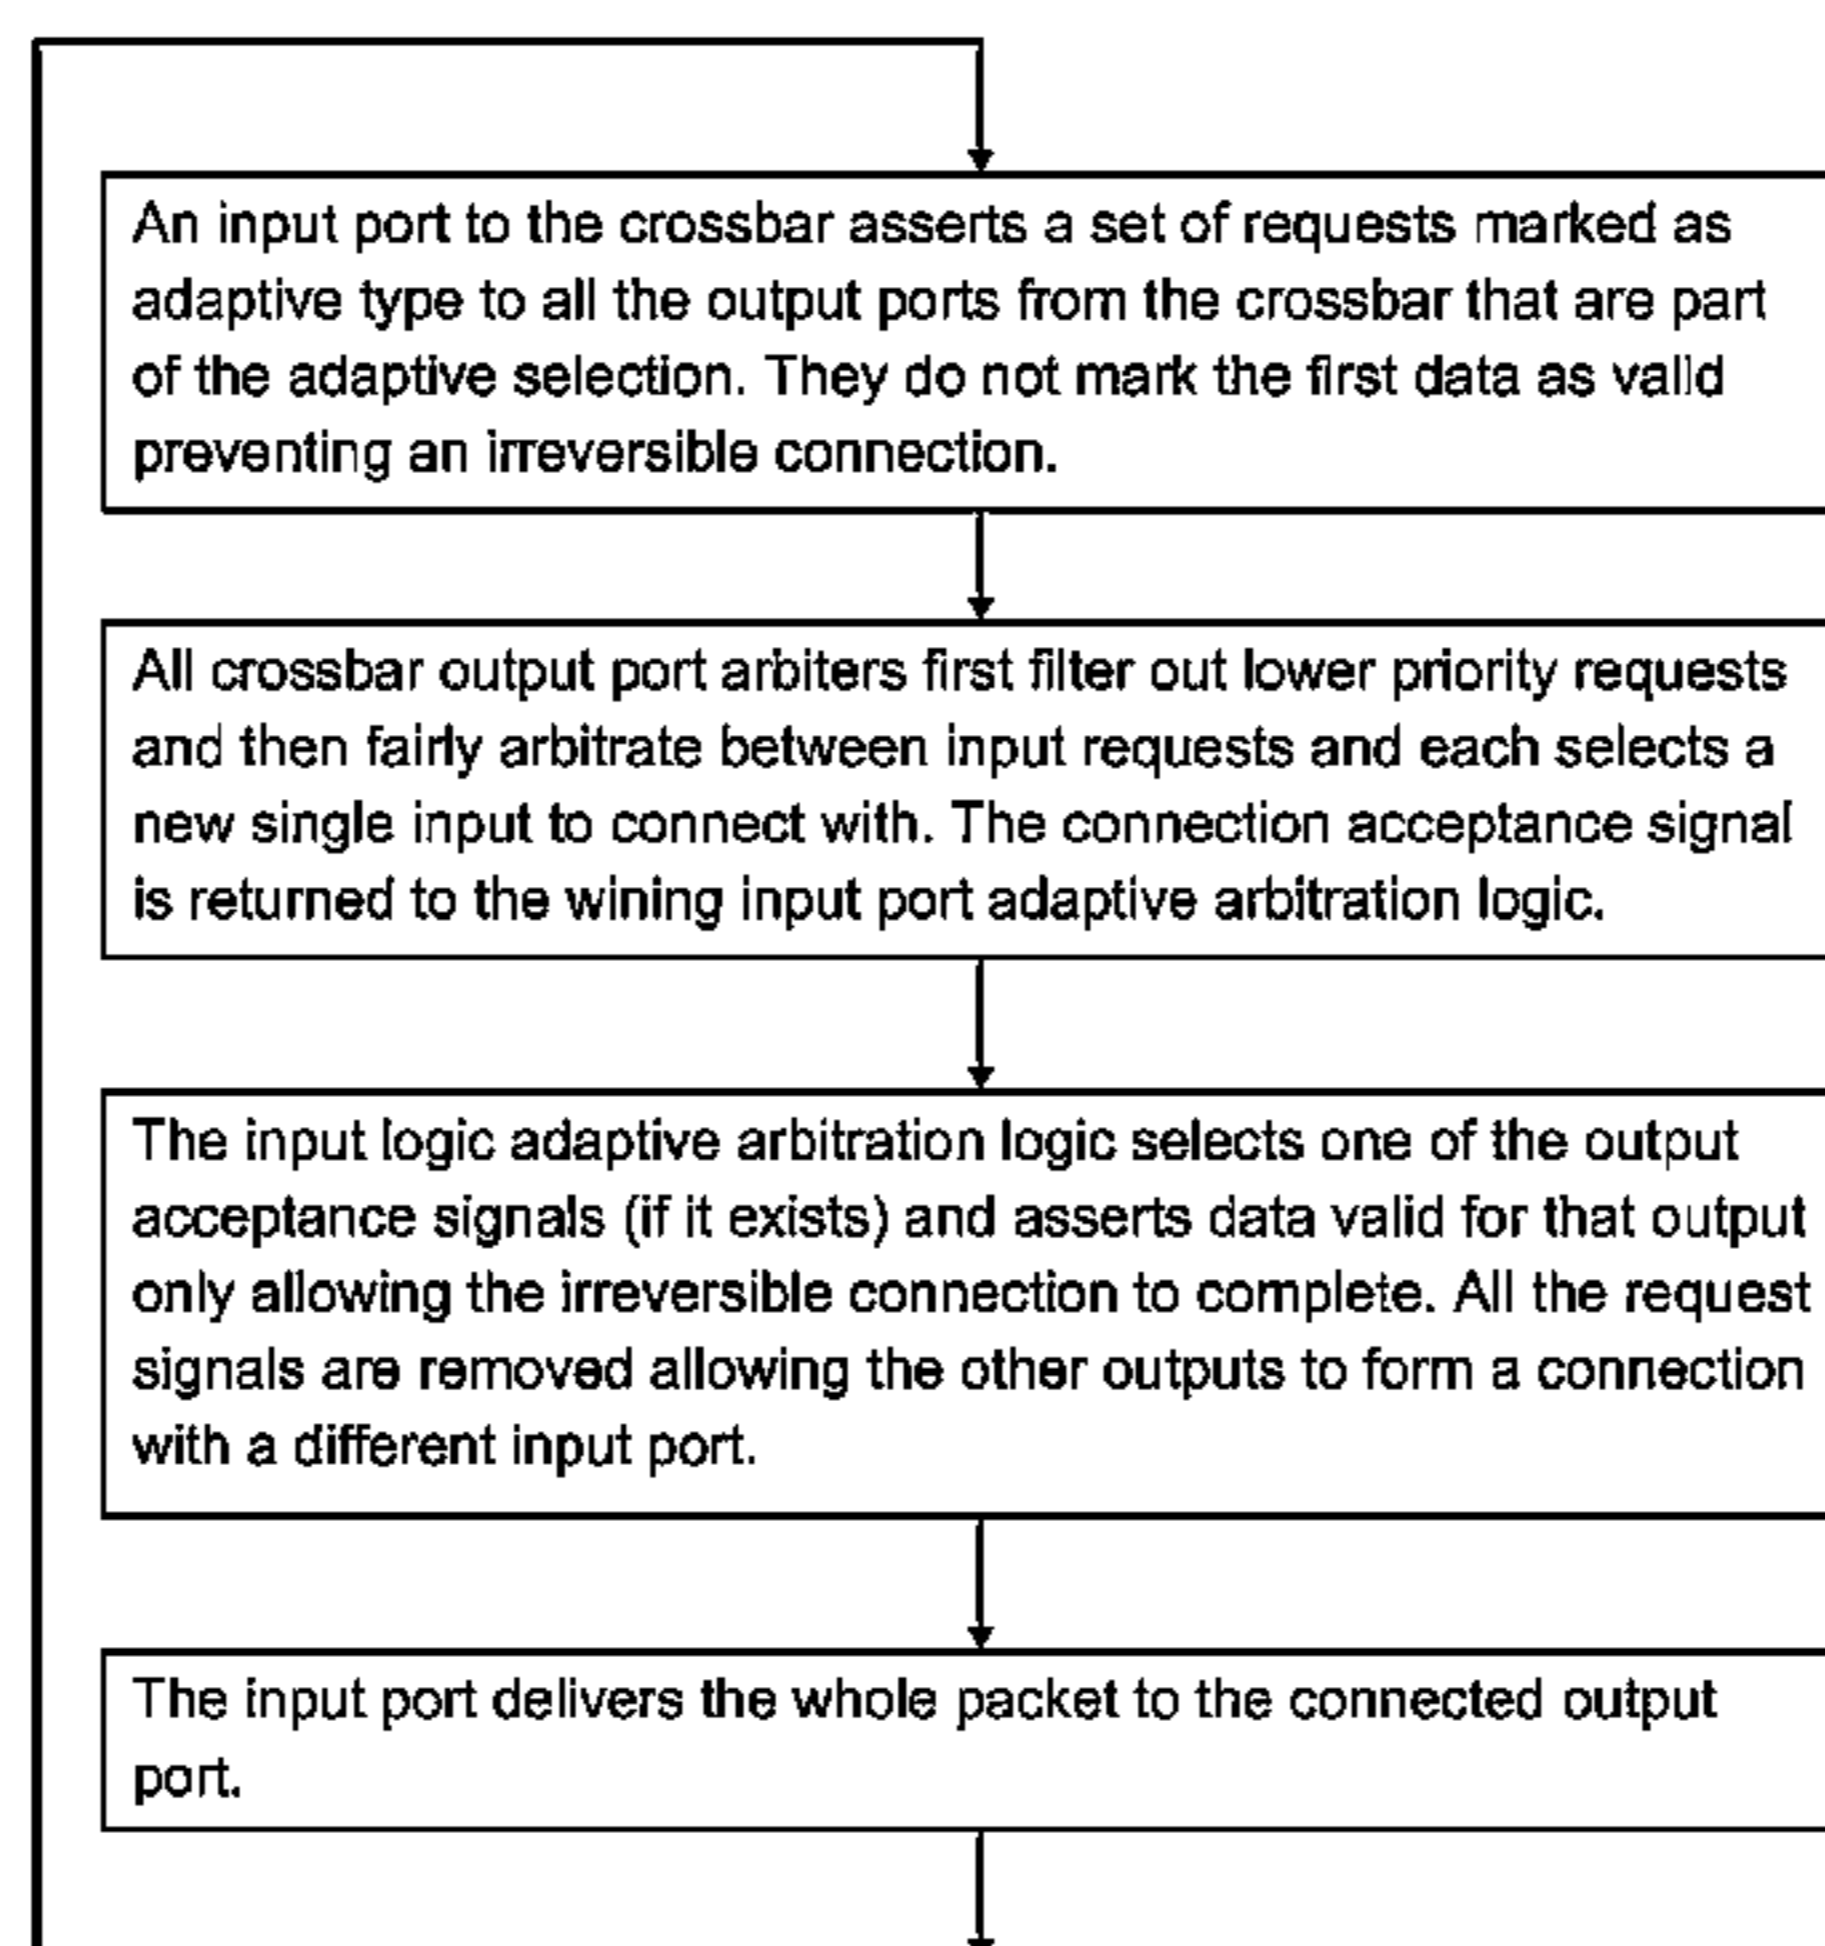 An input port to the crossbar asserts a set of requests marked as
adaptive type to all the output ports from the crossbar that are part
of the adaptive selection. They do not mark the first data as valid
preventing an irreversible connection.
All crossbar output port arbiters first filter out lower priority requests
and then fairly arbitrate between input requests and each selects a
new single input to connect with. The connection acceptance signal
is returned to the wining input port adaptive arbitration logic.
The input logic adaptive arbitration logic selects one of the output
acceptance signals (if it exists) and asserts data valid for that output
only allowing the irreversible connection to complete. All the request
signals are removed allowing the other outputs to form a connection
with a different input port.
The input port delivers the whole packet to the connected output
port.